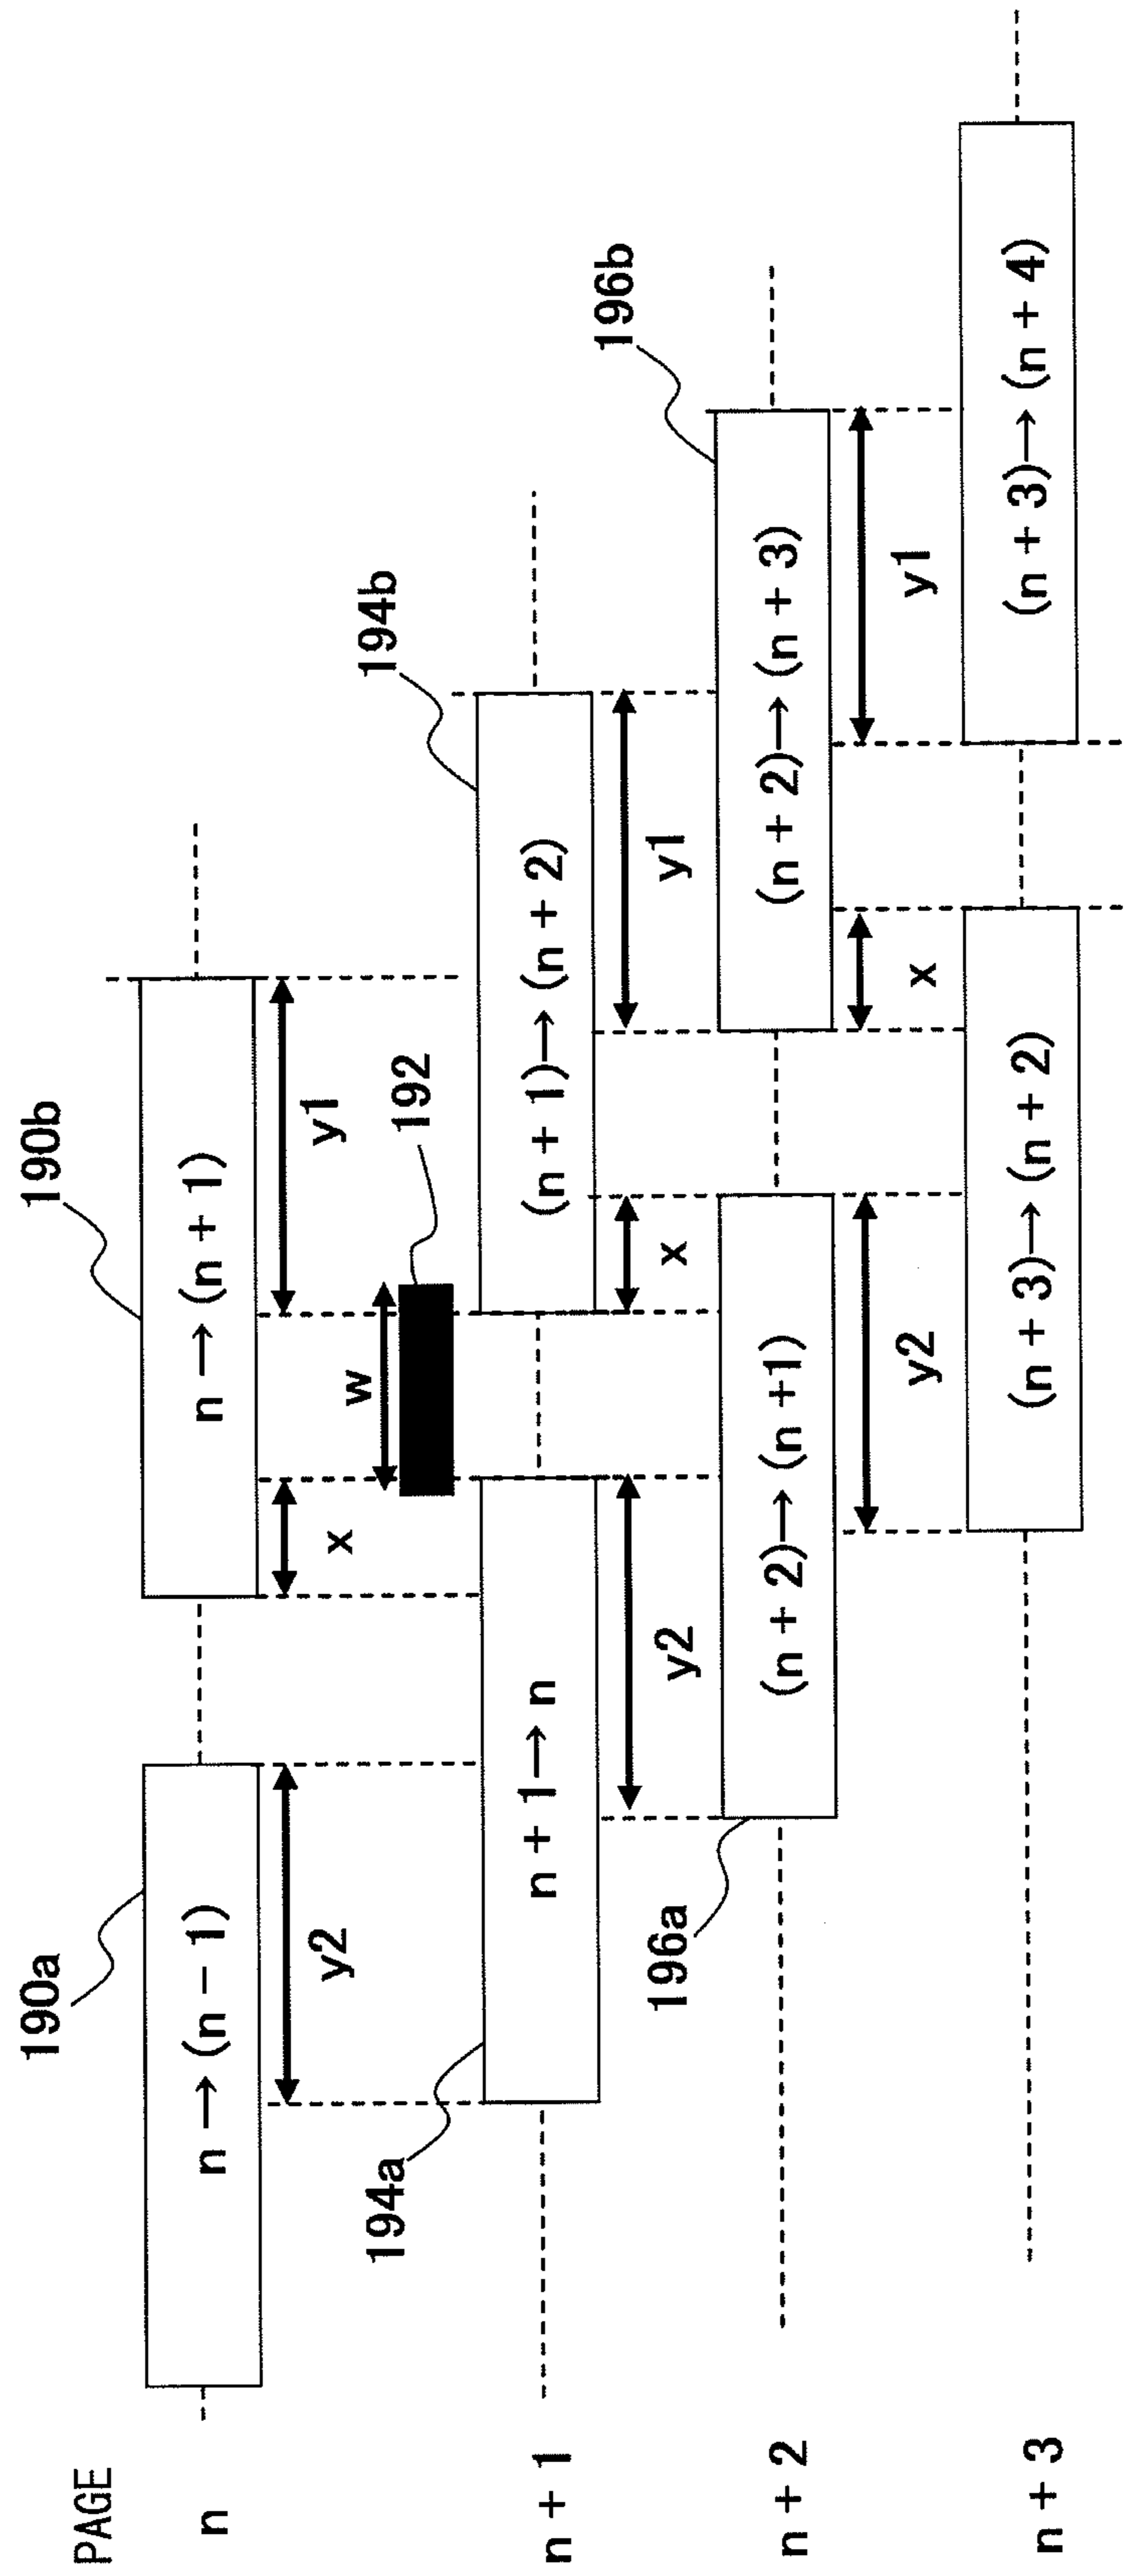 PAGE
190a
190b
n
n → (n − 1)
n → (n + 1)
y2
x
y1
w
192
194a
194b
n + 1
n + 1 → n
(n + 1) → (n + 2)
y2
x
y1
196a
196b
n + 2
(n + 2) → (n +1)
(n + 2) → (n + 3)
y2
x
y1
n + 3
(n + 3) → (n + 2)
(n + 3) → (n + 4)